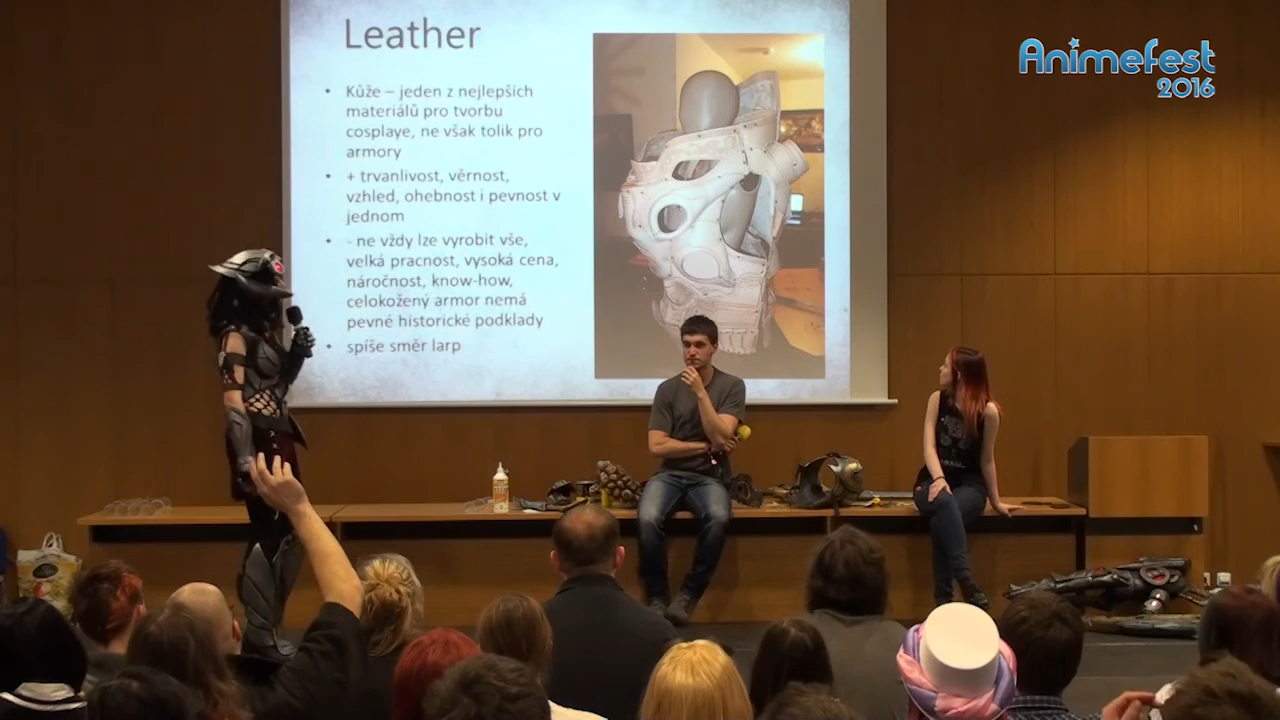 Leather
• Kůže – jeden z nejlepších
materiálů pro tvorbu
cosplaye, ne však tolik pro
armory
• + trvanlivost, věrnost,
vzhled, ohebnost i pevnost v
jednom
• - ne vždy lze vyrobit vše,
velká pracnost, vysoká cena,
náročnost, know-how,
celokožený armor nemá
pevné historické podklady
• spíše směr larp
AnimeFest
2016